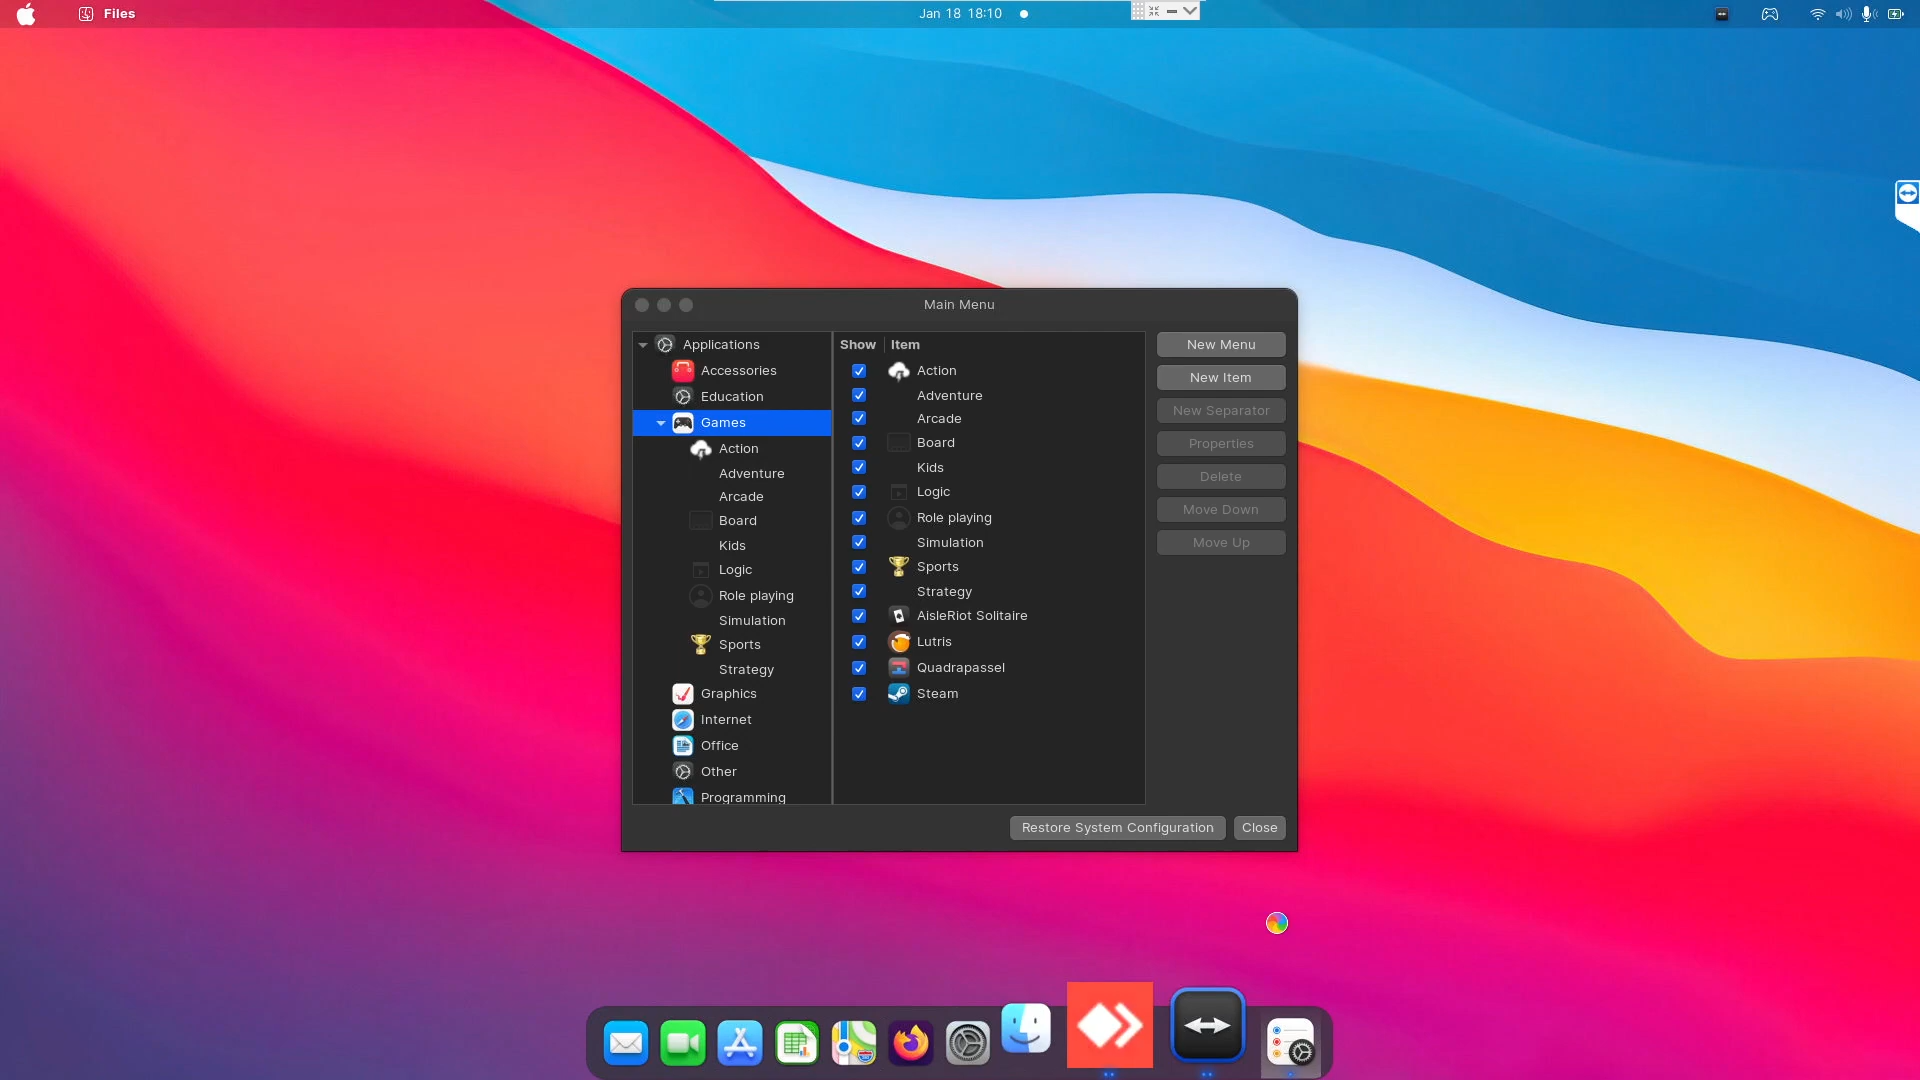 Files
Jan 18 18:10
Main Menu
Applications
Accessories
Education
Games
Action
Adventure
Arcade
Board
Kids
Logic
Role playing
Simulation
Sports
Strategy
Graphics
Internet
Office
Other
Programming
Show Item
Action
Adventure
Arcade
Board
Kids
Logic
Role playing
Simulation
Sports
Strategy
AisleRiot Solitaire
Lutris
Quadrapassel
Steam
New Menu
New Item
New Separator
Properties
Delete
Move Down
Move Up
Restore System Configuration
Close